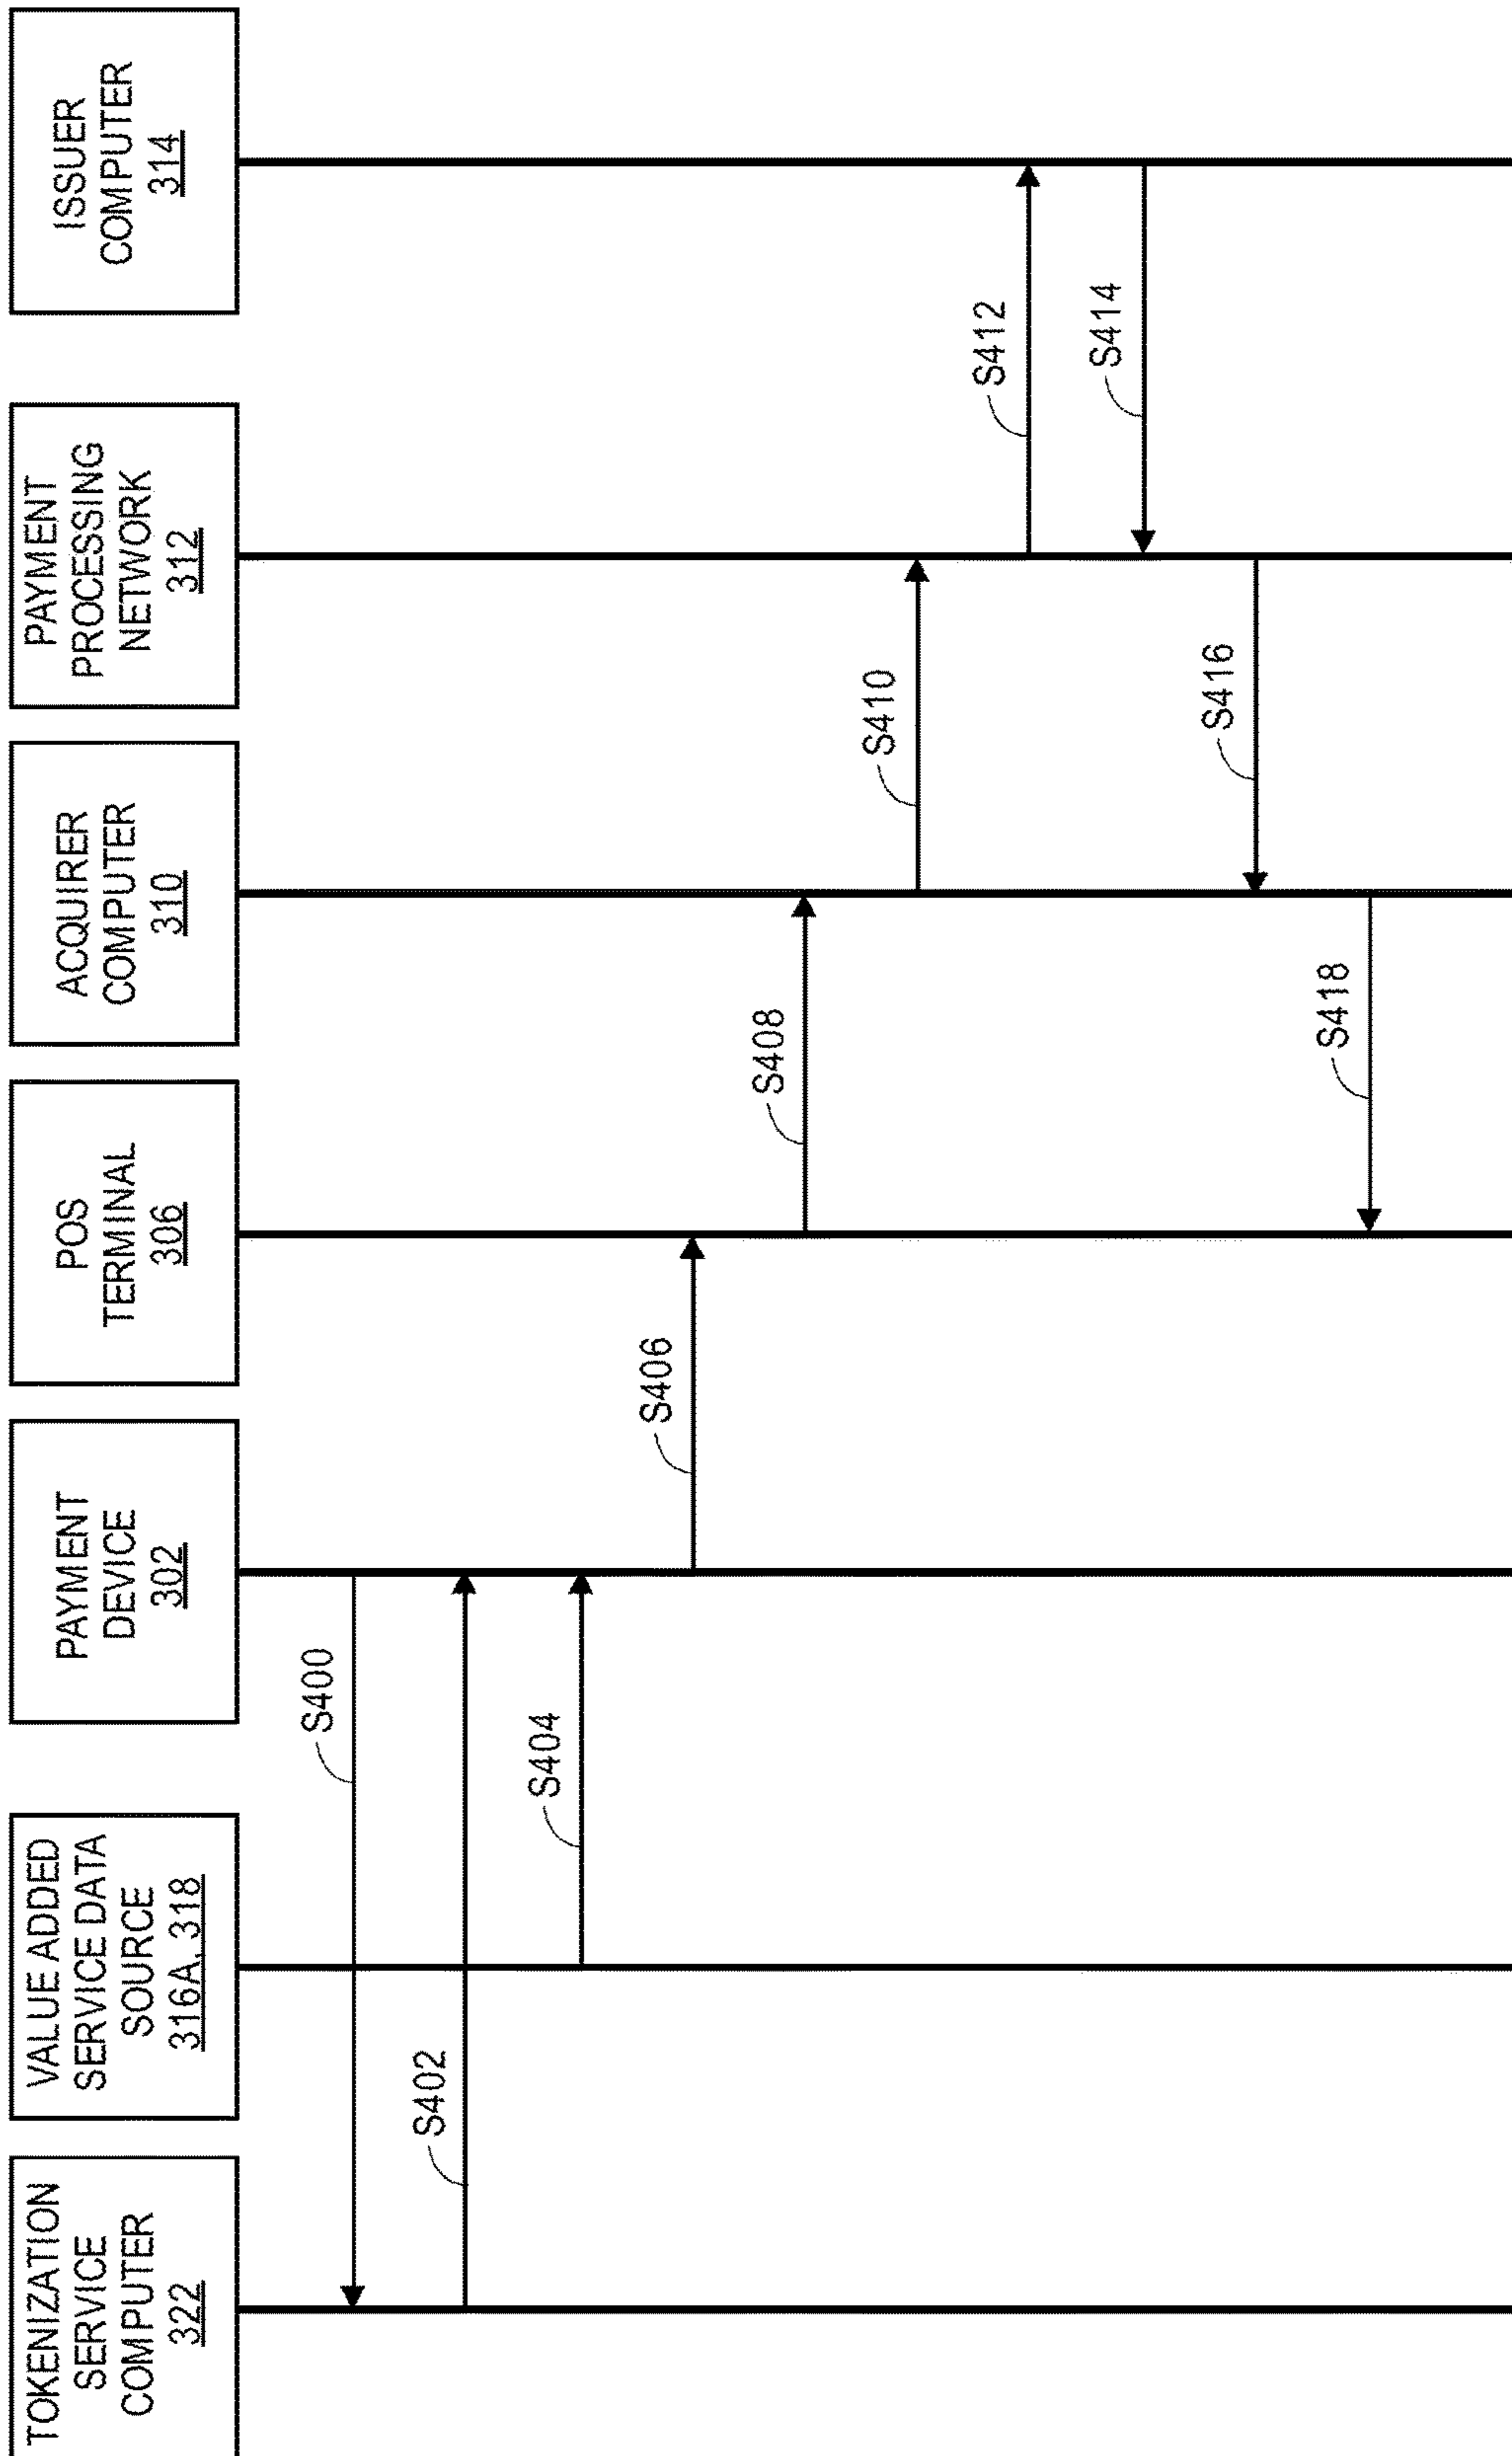 TOKENIZATION
SERVICE
COMPUTER
322
VALUE ADDED
SERVICE DATA
SOURCE
316A, 318
PAYMENT
DEVICE
302
POS
TERMINAL
306
ACQUIRER
COMPUTER
310
PAYMENT
PROCESSING
NETWORK
312
ISSUER
COMPUTER
314
S400
S402
S404
S406
S408
S410
S412
S414
S416
S418